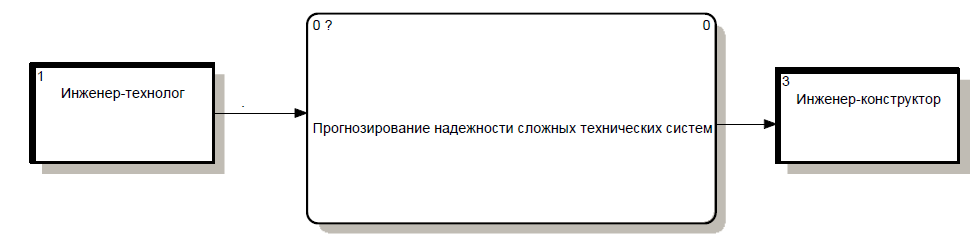 0 ?
0
1
Инженер-технолог
.
Прогнозирование надежности сложных технических систем
3
Инженер-конструктор